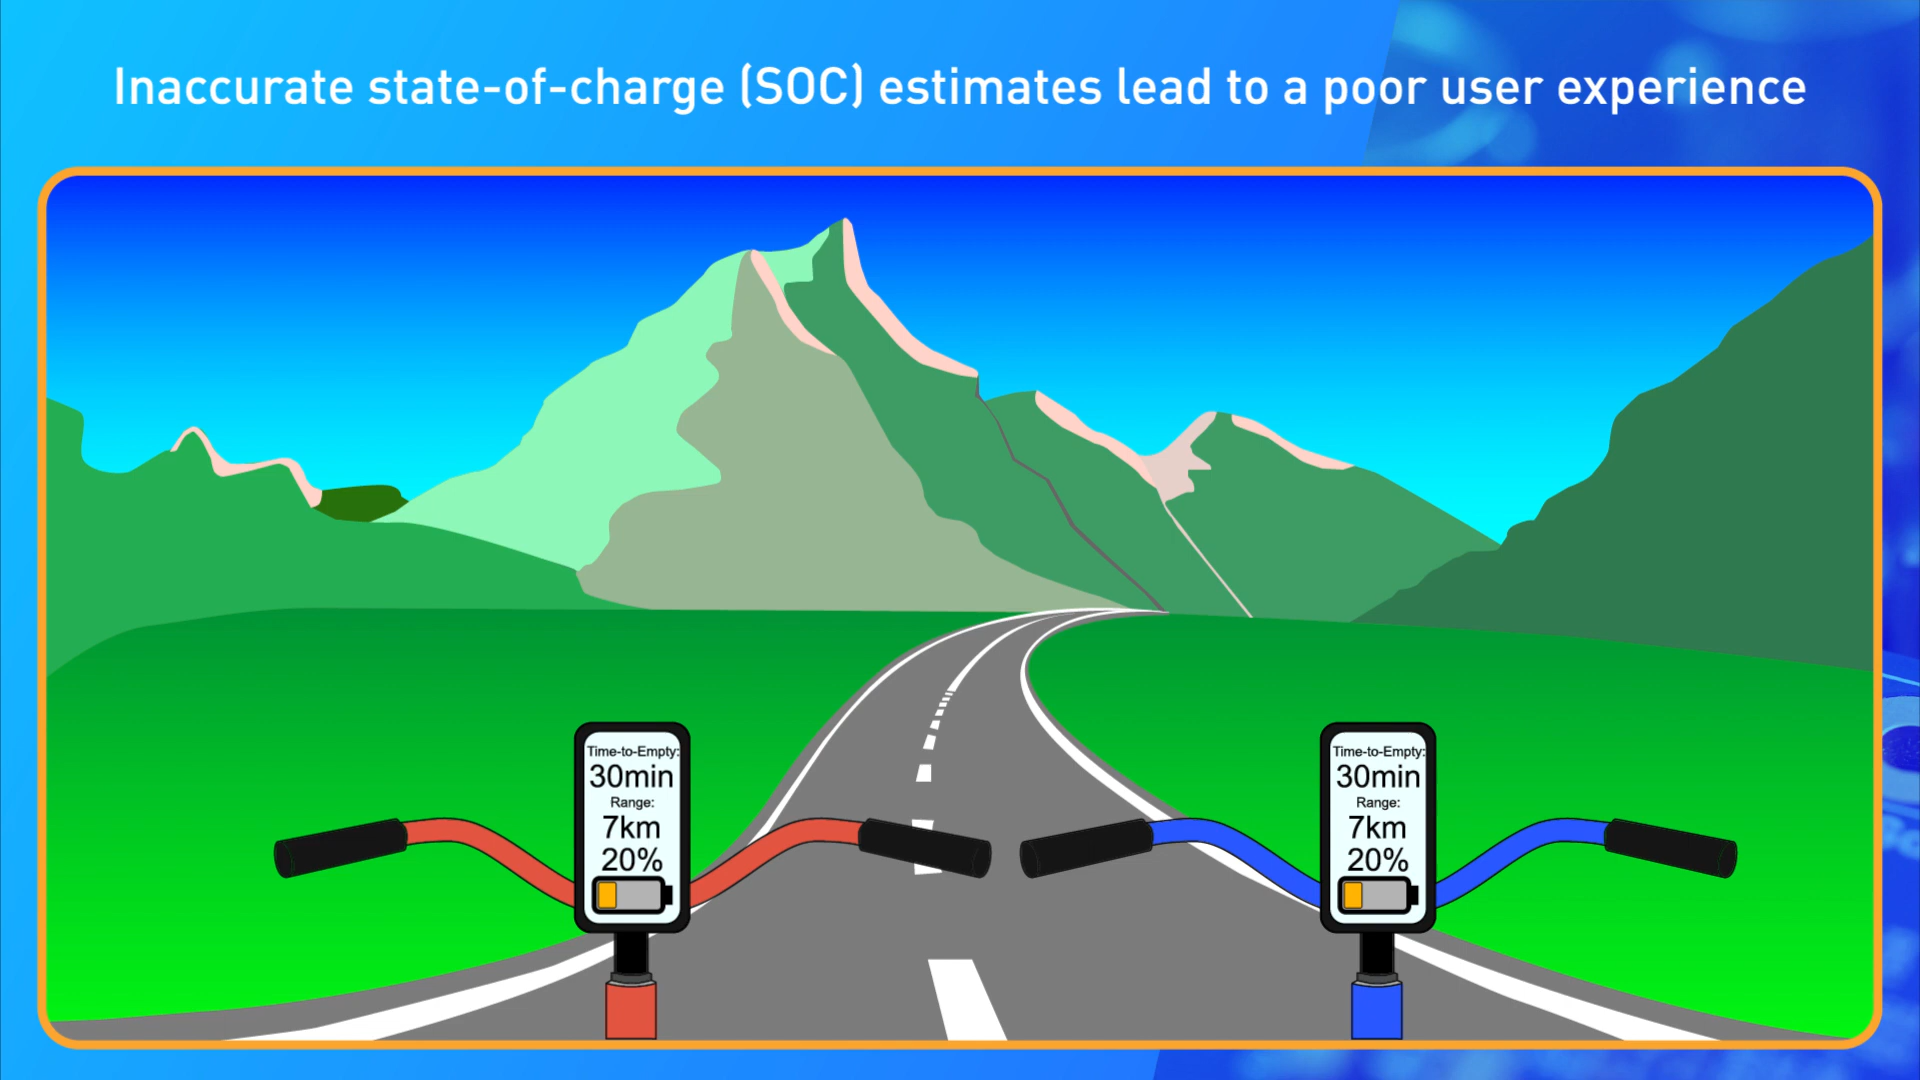 Inaccurate state-of-charge (SOC) estimates lead to a poor user experience
Time-to-Empty:
30min
Range:
7km
20%
Time-to-Empty:
30min
Range:
7km
20%